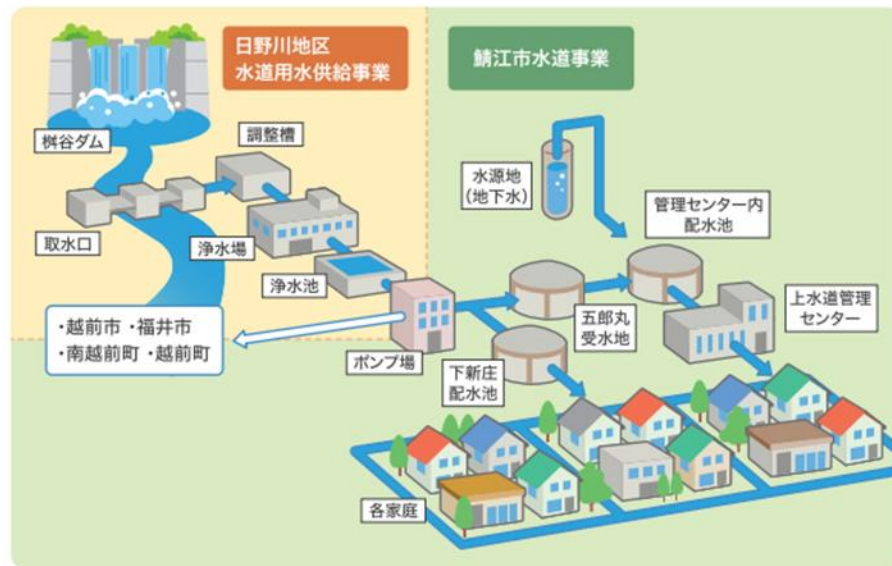 日野川地区
水道用水供給事業
鯖江市水道事業
桝谷ダム
調整槽
水源地
(地下水)
管理センター内
配水池
取水口
浄水場
浄水池
五郎丸
受水地
上水道管理
センター
・越前市 ・福井市
・南越前町 ・越前町
ポンプ場
下新庄
配水池
各家庭